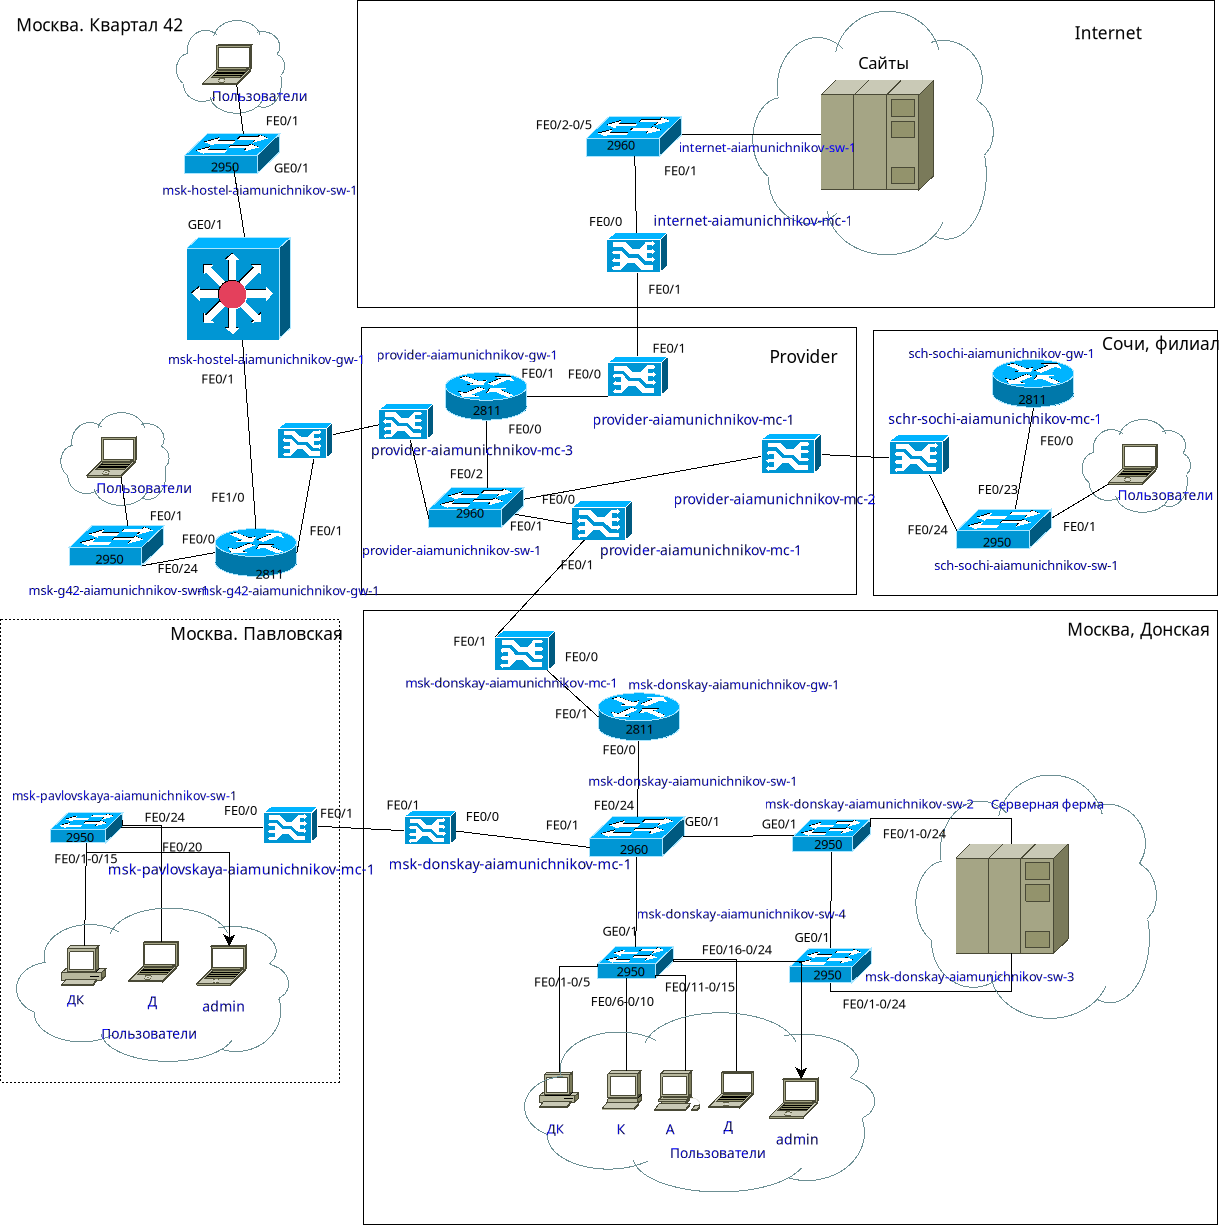 Москва. Квартал 42
Пользователи
FE0/1
2950
GE0/1
msk-hostel-aiamunichnikov-sw-1
GE0/1
msk-hostel-aiamunichnikov-gw-1
FE0/1
Пользователи
FE1/0
FE0/1
FE0/0
FE0/1
2950
FE0/24
2811
msk-g42-aiamunichnikov-sw-1
msk-g42-aiamunichnikov-gw-1
Internet
Сайты
FE0/2-0/5
2960
internet-aiamunichnikov-sw-1
FE0/1
FE0/0
internet-aiamunichnikov-mc-1
FE0/1
Provider
provider-aiamunichnikov-gw-1
FE0/1
FE0/1
FE0/0
2811
provider-aiamunichnikov-mc-1
FE0/0
provider-aiamunichnikov-mc-3
FE0/2
FE0/0
provider-aiamunichnikov-mc-2
2960
FE0/1
provider-aiamunichnikov-sw-1
provider-aiamunichnikov-mc-1
FE0/1
Сочи, филиал
sch-sochi-aiamunichnikov-gw-1
2811
schr-sochi-aiamunichnikov-mc-1
FE0/0
FE0/23
Пользователи
FE0/24
FE0/1
2950
sch-sochi-aiamunichnikov-sw-1
Москва. Павловская
msk-pavlovskaya-aiamunichnikov-sw-1
FE0/24
FE0/0
FE0/1
2950
FE0/20
FE0/1-0/15
msk-pavlovskaya-aiamunichnikov-mc-1
ДК
Д
admin
Пользователи
Москва, Донская
FE0/1
FE0/0
msk-donskay-aiamunichnikov-mc-1
msk-donskay-aiamunichnikov-gw-1
FE0/1
2811
FE0/0
msk-donskay-aiamunichnikov-sw-1
FE0/1
FE0/0
FE0/24
FE0/1
GE0/1
2960
msk-donskay-aiamunichnikov-mc-1
msk-donskay-aiamunichnikov-sw-2
Серверная ферма
GE0/1
FE0/1-0/24
2950
msk-donskay-aiamunichnikov-sw-4
GE0/1
GE0/1
FE0/16-0/24
2950
2950
msk-donskay-aiamunichnikov-sw-3
FE0/1-0/5
FE0/11-0/15
FE0/6-0/10
FE0/1-0/24
ДК
К
А
Д
admin
Пользователи